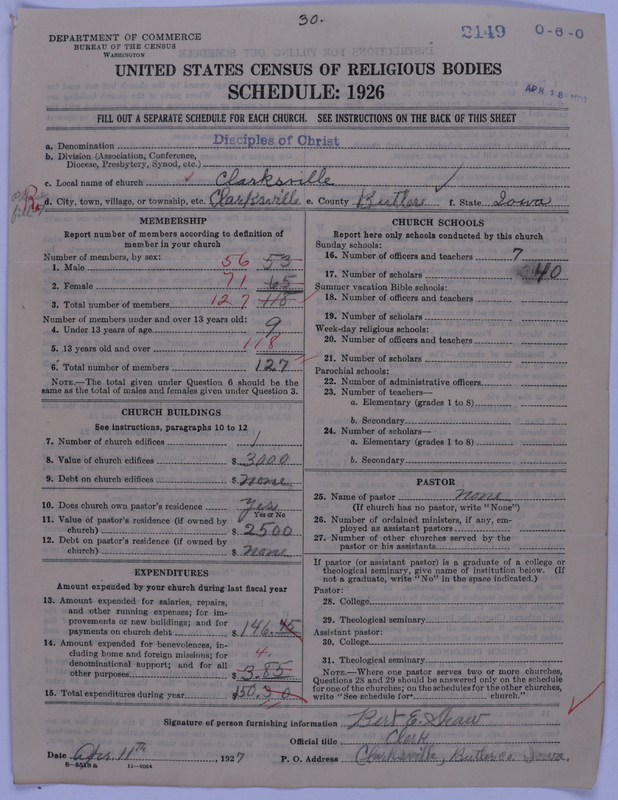 30.
2149 0-6-0
DEPARTMENT OF COMMERCE
BUREAU OF THE CENSUS
WASHINGTON
UNITED STATES CENSUS OF RELIGIOUS BODIES
SCHEDULE: 1926
APR 18
FILL OUT A SEPARATE SCHEDULE FOR EACH CHURCH. SEE INSTRUCTIONS ON THE BACK OF THIS SHEET
a. Denomination Disciples of Christ
b. Division (Association, Conference,
Diocese, Presbytery, Synod, etc.)
c. Local name of church Clarksville
d. City, town, village, or township, etc. Clarksville e. County Butler f. State Iowa
MEMBERSHIP
Report number of members according to definition of
member in your church
Number of members, by sex:
1. Male 56 53
2. Female 71 65
3. Total number of members 127 118
Number of members under and over 13 years old:
4. Under 13 years of age 9
5. 13 years old and over 118
6. Total number of members 127
NOTE.—The total given under Question 6 should be the
same as the total of males and females given under Question 3.
CHURCH BUILDINGS
See instructions, paragraphs 10 to 12
7. Number of church edifices 1
8. Value of church edifices $3000
9. Debt on church edifices $none
10. Does church own pastor's residence yes
Yes or No
11. Value of pastor's residence (if owned by
church) $2500
12. Debt on pastor's residence (if owned by
church) $none
EXPENDITURES
Amount expended by your church during last fiscal year
13. Amount expended for salaries, repairs,
and other running expenses; for im-
provements or new buildings; and for
payments on church debt $146.45
14. Amount expended for benevolences, in-
cluding home and foreign missions; for
denominational support; and for all
other purposes 4. $3.85
15. Total expenditures during year $150.30
CHURCH SCHOOLS
Report here only schools conducted by this church
Sunday schools:
16. Number of officers and teachers 7
17. Number of scholars 40
Summer vacation Bible schools:
18. Number of officers and teachers
19. Number of scholars
Week-day religious schools:
20. Number of officers and teachers
21. Number of scholars
Parochial schools:
22. Number of administrative officers
23. Number of teachers—
a. Elementary (grades 1 to 8)
b. Secondary
24. Number of scholars—
a. Elementary (grades 1 to 8)
b. Secondary
PASTOR
25. Name of pastor none
(If church has no pastor, write "None")
26. Number of ordained ministers, if any, em-
ployed as assistant pastors
27. Number of other churches served by the
pastor or his assistants
If pastor (or assistant pastor) is a graduate of a college or
theological seminary, give name of institution below. (If
not a graduate, write "No" in the space indicated.)
Pastor:
28. College
29. Theological seminary
Assistant pastor:
30. College
31. Theological seminary
NOTE.—Where one pastor serves two or more churches,
Questions 28 and 29 should be answered only on the schedule
for one of the churches; on the schedules for the other churches,
write "See schedule for church."
Signature of person furnishing information Bert E. Shaw
Official title Clerk
Date Apr. 11th, 1927 P. O. Address Clarksville, Butler Co. Iowa.
8-5518a 11-9054